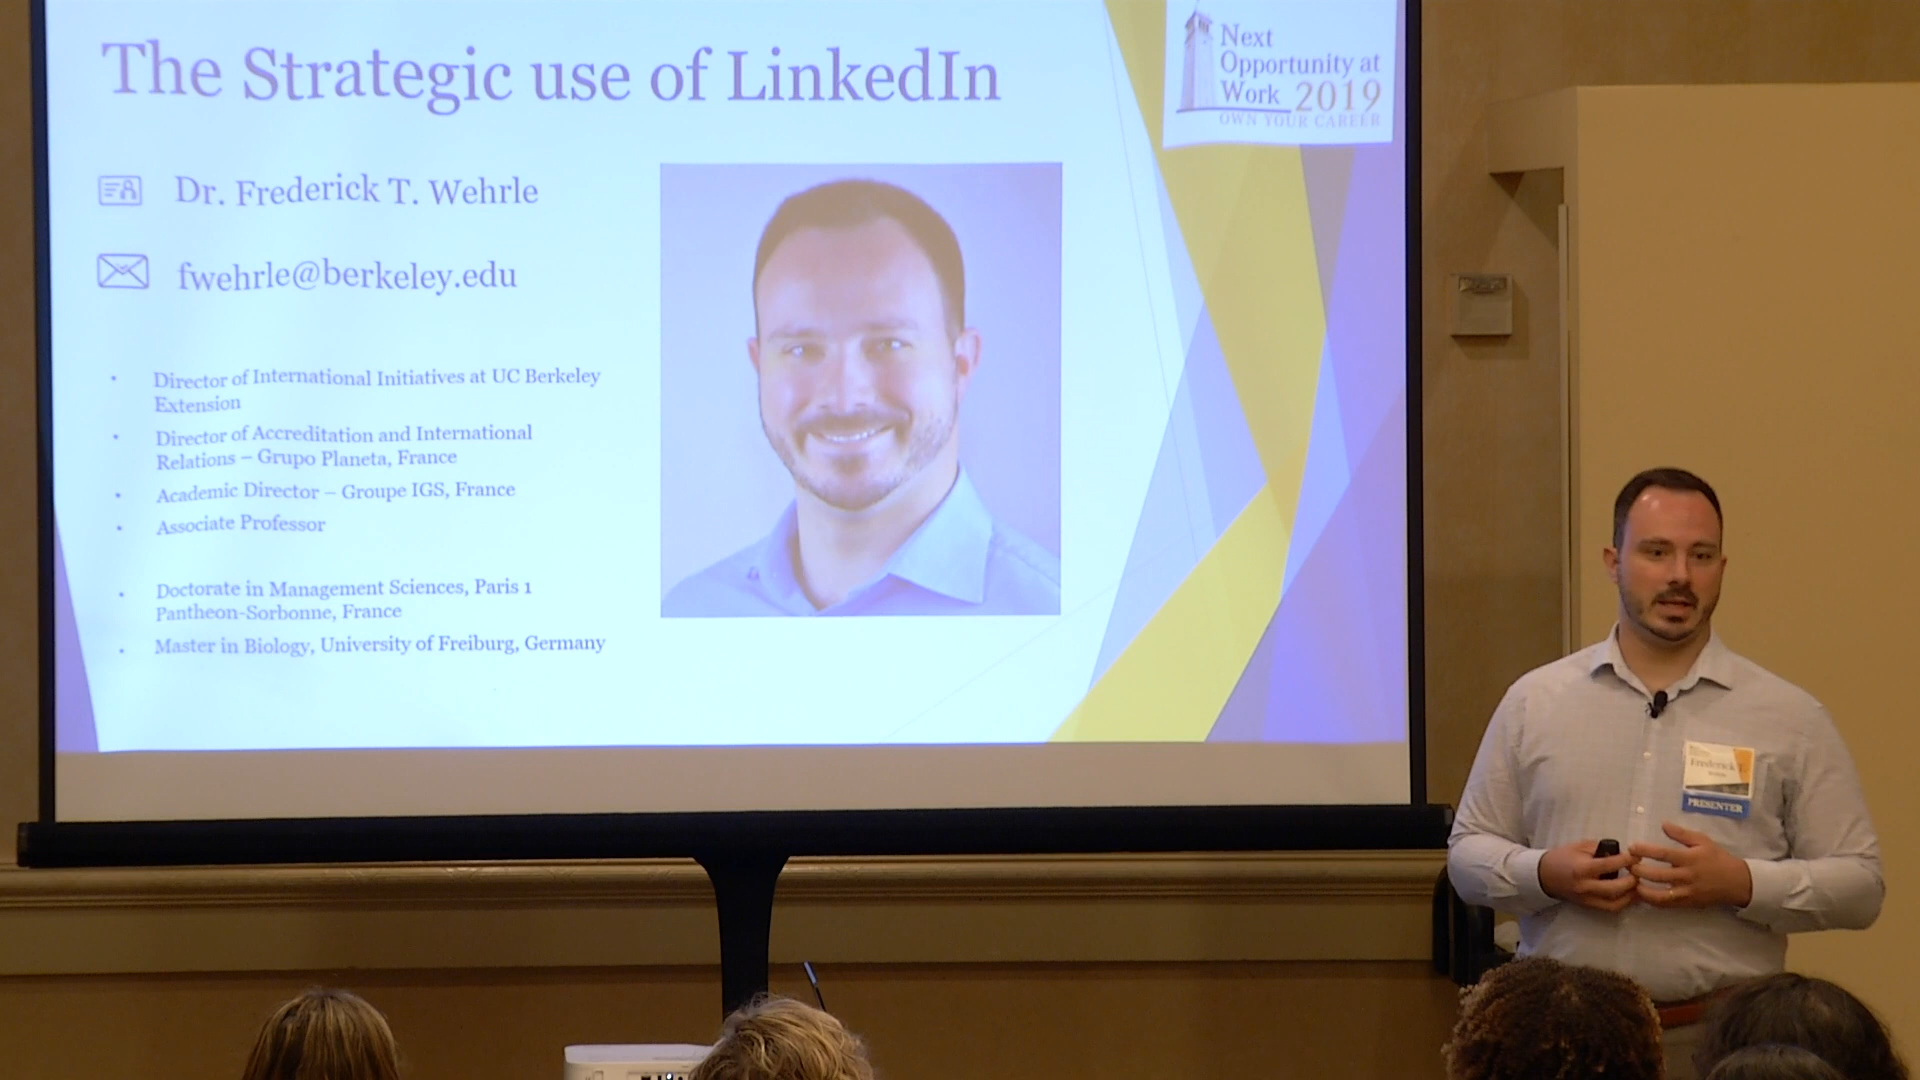 The Strategic use of LinkedIn
Next
Opportunity at
Work 2019
OWN YOUR CAREER
Dr. Frederick T. Wehrle
fwehrle@berkeley.edu
Director of International Initiatives at UC Berkeley
Extension
Director of Accreditation and International
Relations – Grupo Planeta, France
Academic Director – Groupe IGS, France
Associate Professor
Doctorate in Management Sciences, Paris 1
Pantheon-Sorbonne, France
Master in Biology, University of Freiburg, Germany
Frederick T.
PRESENTER